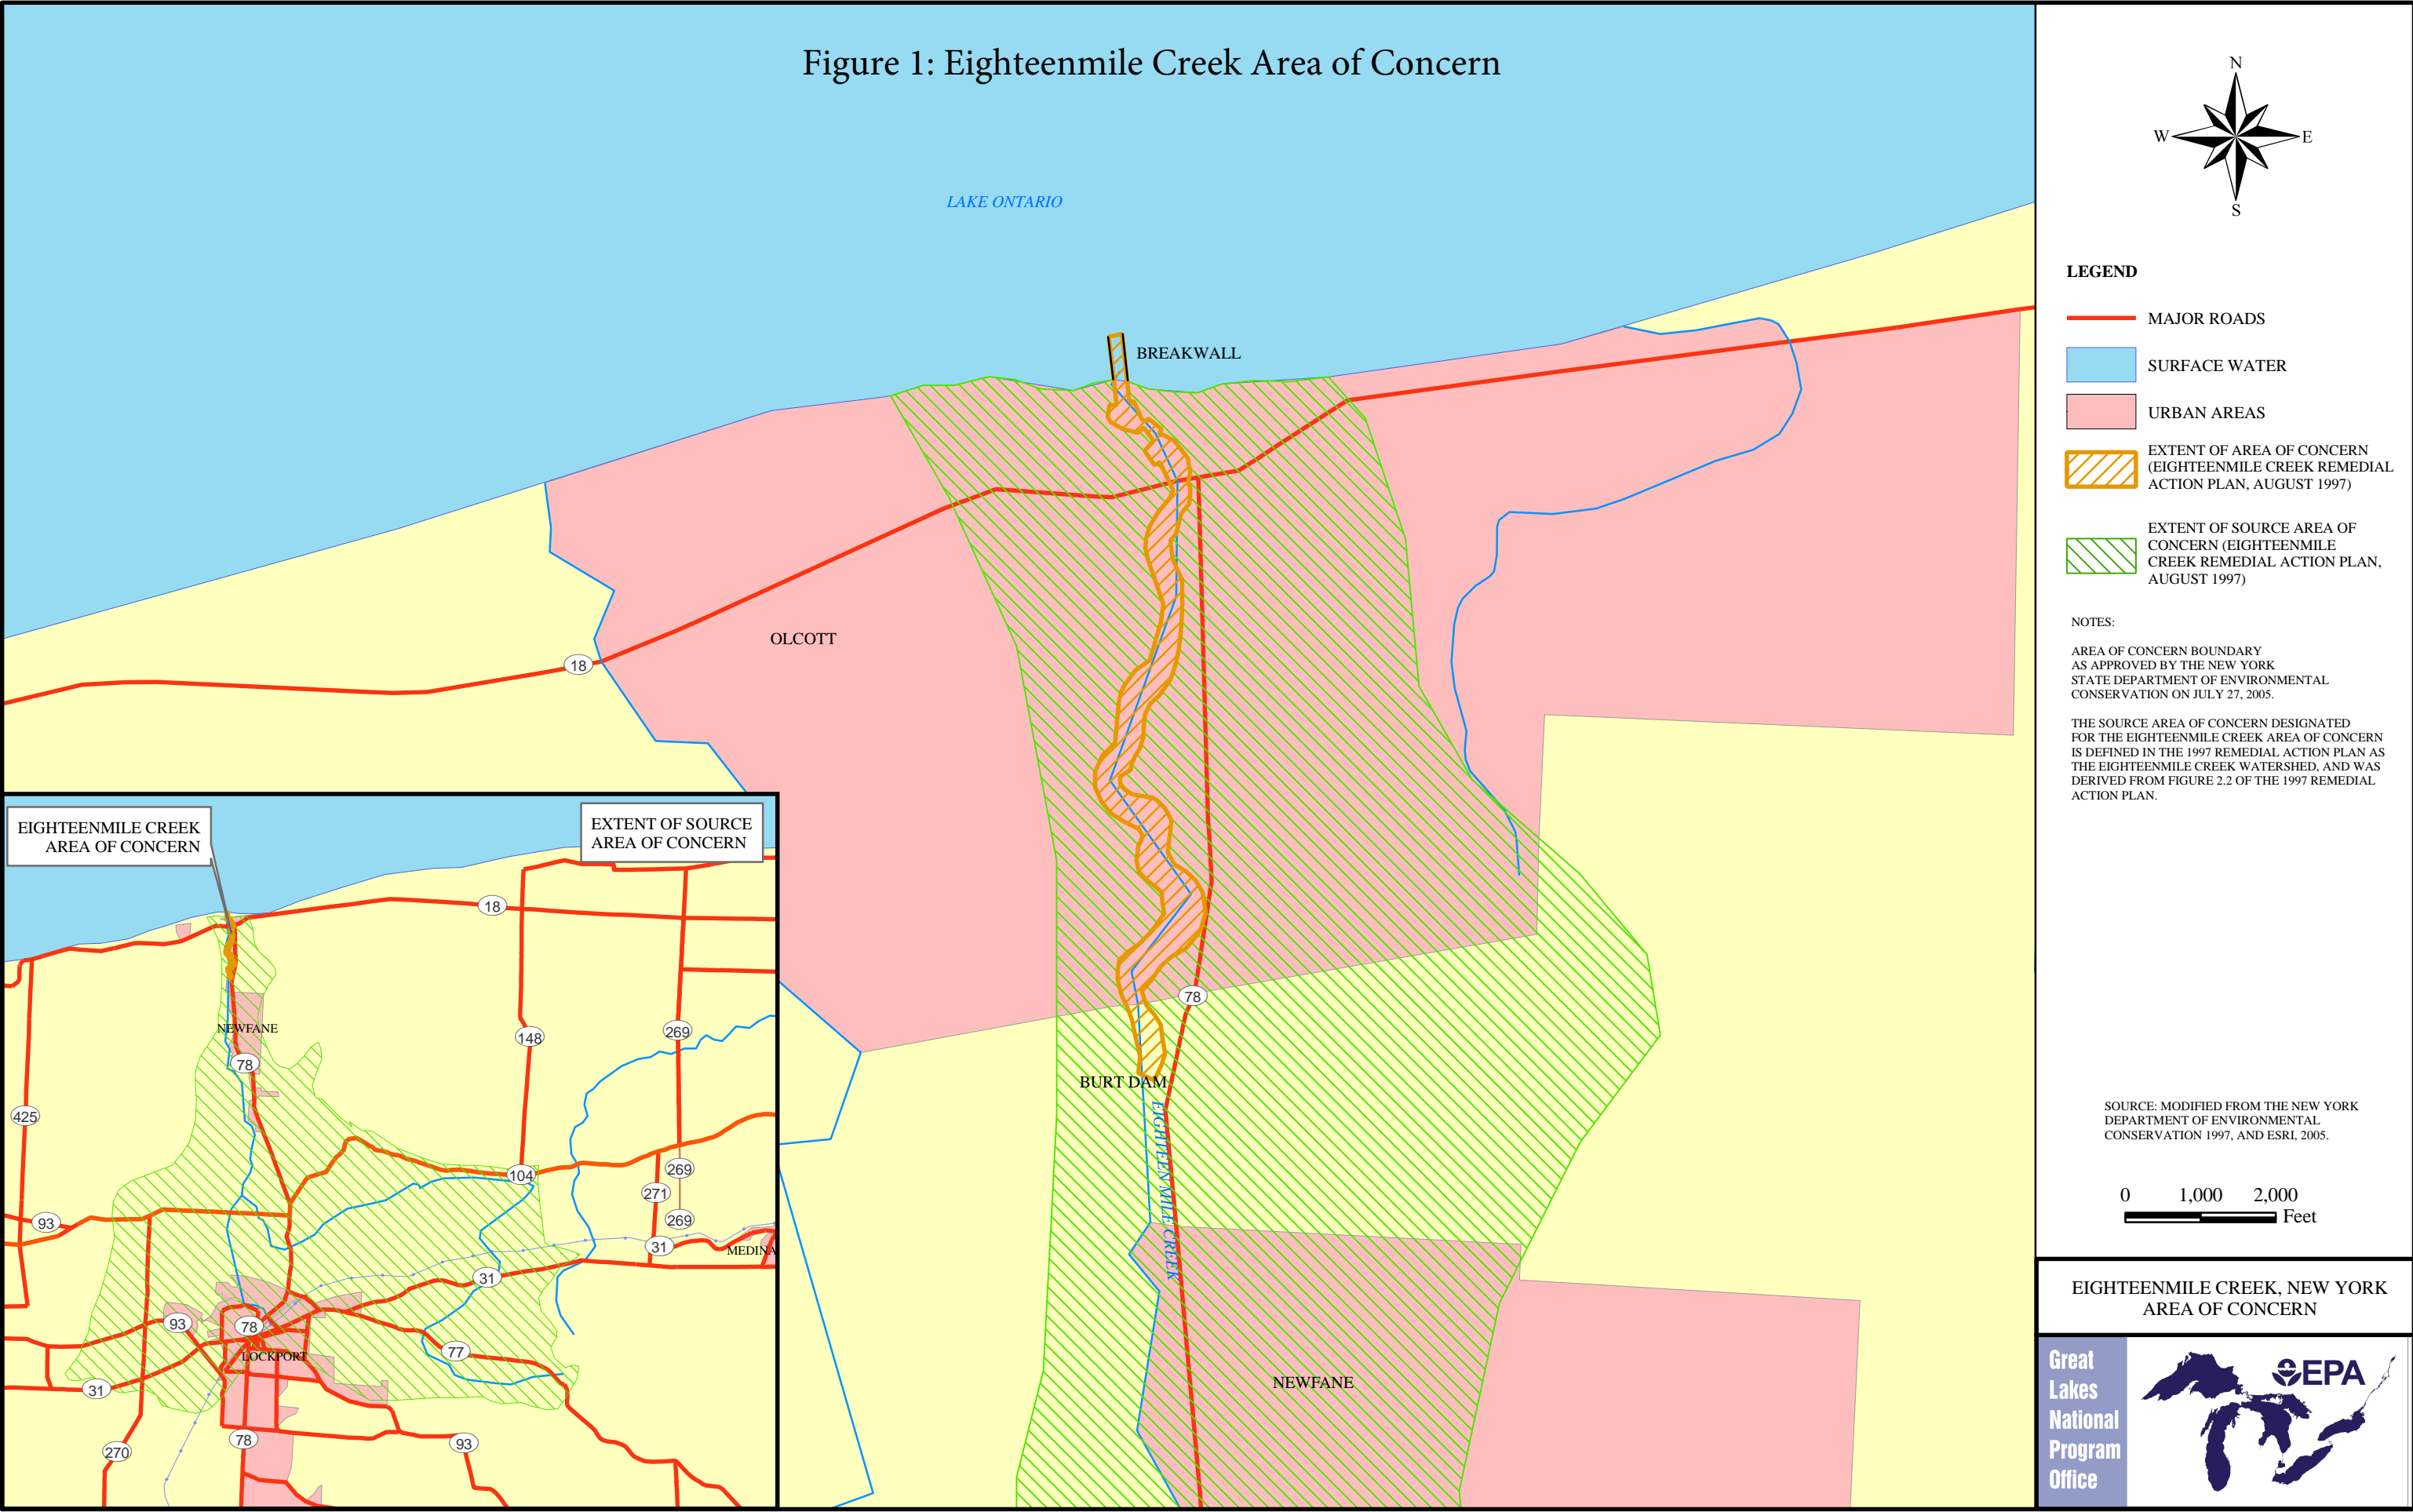 Figure 1: Eighteenmile Creek Area of Concern
LAKE ONTARIO
BREAKWALL
OLCOTT
18
78
BURT DAM
EIGHTEEN MILE CREEK
NEWFANE
EIGHTEENMILE CREEK
AREA OF CONCERN
EXTENT OF SOURCE
AREA OF CONCERN
18
NEWFANE
148
269
78
425
104
269
271
93
269
31
MEDINA
31
93
78
LOCKPORT
77
31
78
93
270
N
W
E
S
LEGEND
MAJOR ROADS
SURFACE WATER
URBAN AREAS
EXTENT OF AREA OF CONCERN
(EIGHTEENMILE CREEK REMEDIAL
ACTION PLAN, AUGUST 1997)
EXTENT OF SOURCE AREA OF
CONCERN (EIGHTEENMILE
CREEK REMEDIAL ACTION PLAN,
AUGUST 1997)
NOTES:
AREA OF CONCERN BOUNDARY
AS APPROVED BY THE NEW YORK
STATE DEPARTMENT OF ENVIRONMENTAL
CONSERVATION ON JULY 27, 2005.
THE SOURCE AREA OF CONCERN DESIGNATED
FOR THE EIGHTEENMILE CREEK AREA OF CONCERN
IS DEFINED IN THE 1997 REMEDIAL ACTION PLAN AS
THE EIGHTEENMILE CREEK WATERSHED, AND WAS
DERIVED FROM FIGURE 2.2 OF THE 1997 REMEDIAL
ACTION PLAN.
SOURCE: MODIFIED FROM THE NEW YORK
DEPARTMENT OF ENVIRONMENTAL
CONSERVATION 1997, AND ESRI, 2005.
0 1,000 2,000
Feet
EIGHTEENMILE CREEK, NEW YORK
AREA OF CONCERN
Great
Lakes
National
Program
Office
EPA